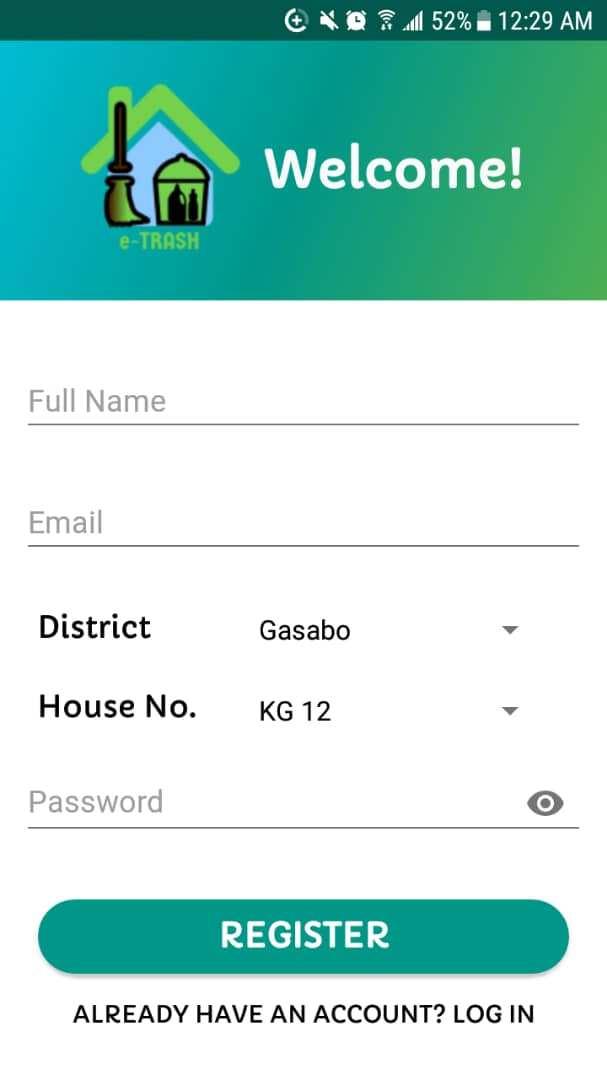 52% 12:29 AM
Welcome!
e-TRASH
Full Name
Email
District Gasabo
House No. KG 12
Password
REGISTER
ALREADY HAVE AN ACCOUNT? LOG IN